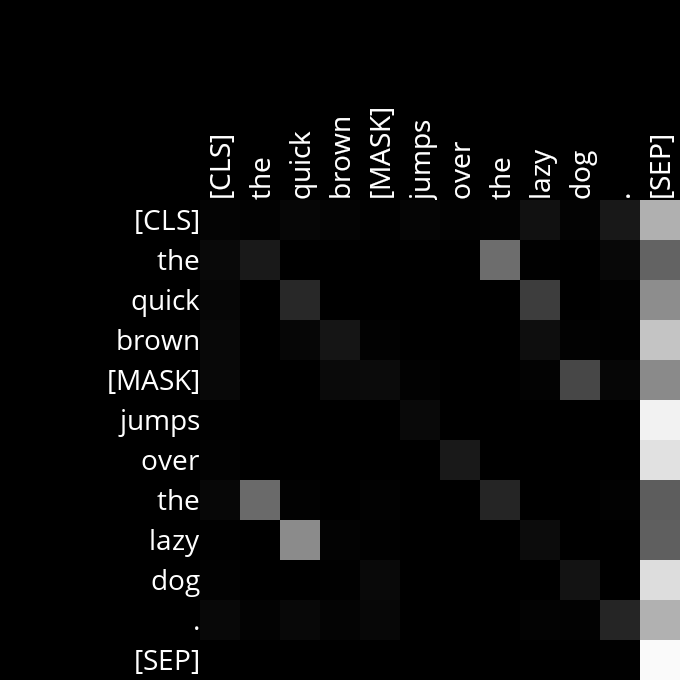 [CLS] the quick brown [MASK] jumps over the lazy dog . [SEP]
[CLS]
the
quick
brown
[MASK]
jumps
over
the
lazy
dog
.
[SEP]